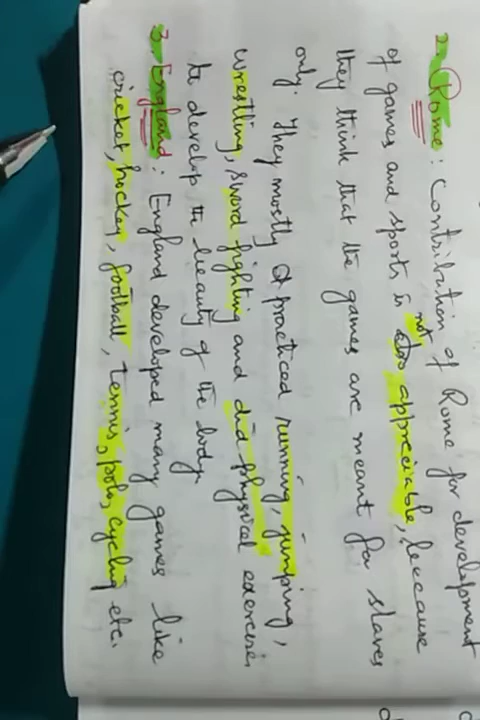 2. Rome: Contribution of Rome for development
of games and sports is not appreciable, because
they think that the games are meant for slaves
only. They mostly practiced running, jumping,
wrestling, sword fighting and did physical exercise
to develop the beauty of the body.
3. England: England developed many games like
cricket, hockey, football, tennis, polo, cycling etc.